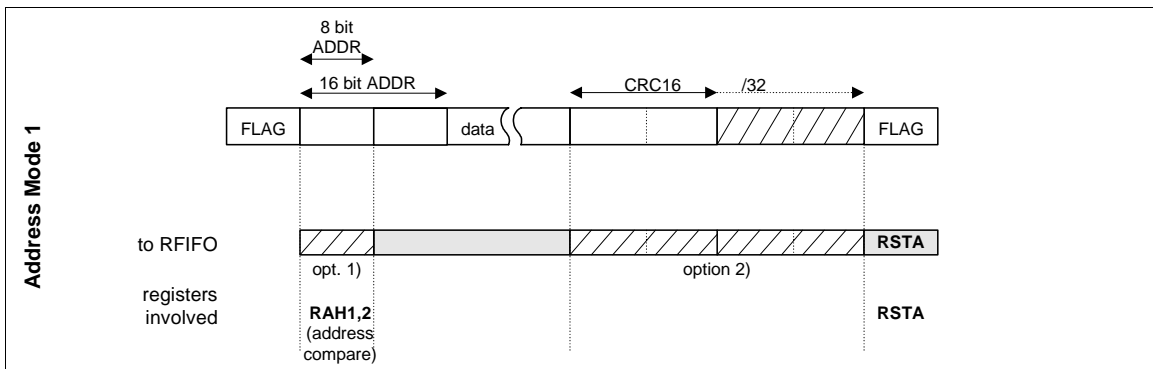 8 bit
ADDR
16 bit ADDR
CRC16
/32
Address Mode 1
FLAG
data
FLAG
to RFIFO
RSTA
opt. 1)
option 2)
registers
involved
RAH1,2
RSTA
(address
compare)